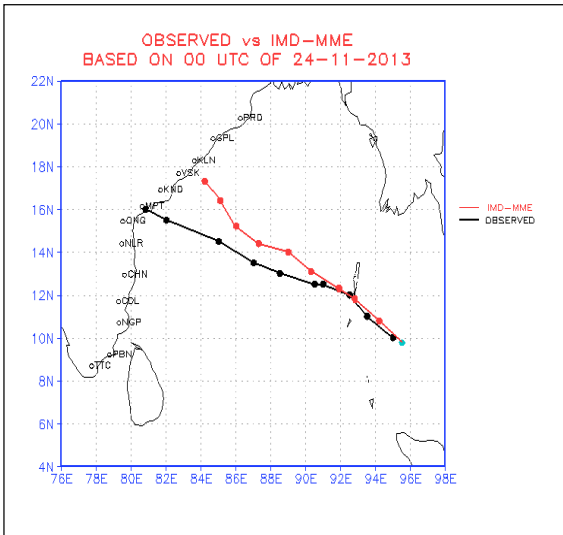 OBSERVED vs IMD-MME
BASED ON 00 UTC OF 24-11-2013
22N
20N
18N
16N
14N
12N
10N
8N
6N
4N
76E 78E 80E 82E 84E 86E 88E 90E 92E 94E 96E 98E
PRD
GPL
KLN
VSK
KND
MPT
ONG
NLR
CHN
CDL
NGP
PBN
TTC
IMD-MME
OBSERVED